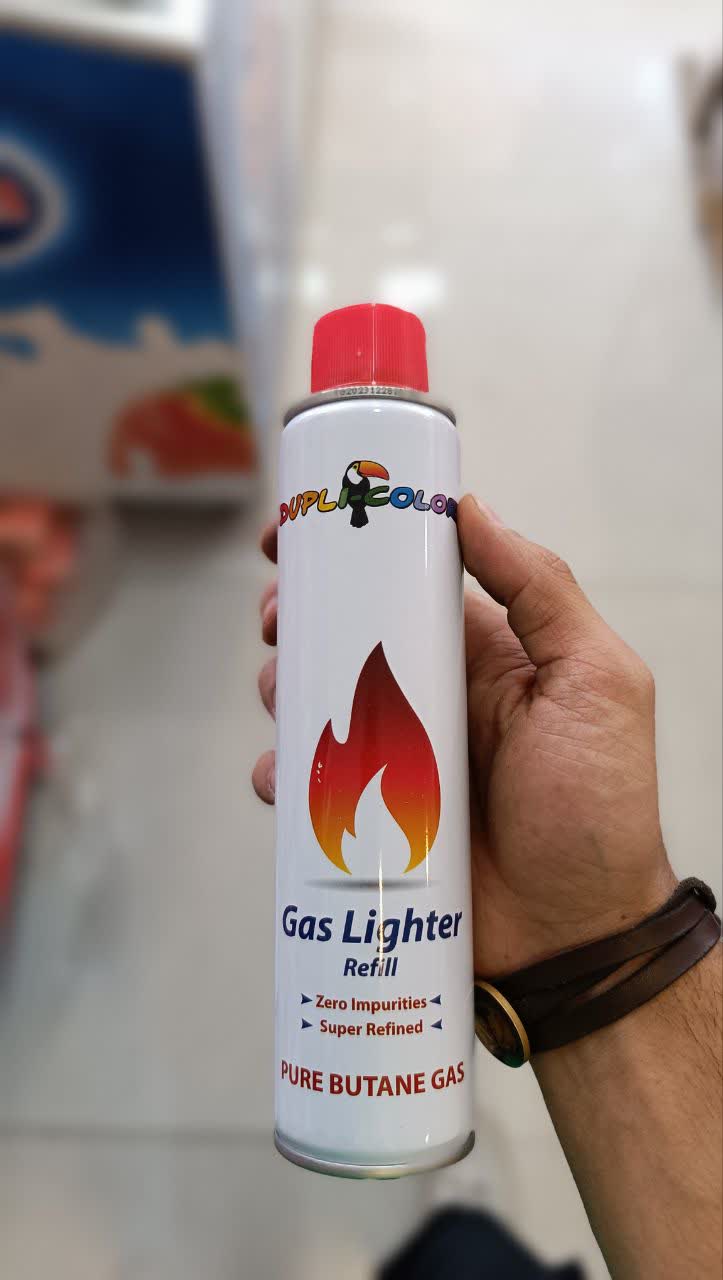 DUPLI-COLOR
Gas Lighter
Refill
Zero Impurities
Super Refined
PURE BUTANE GAS